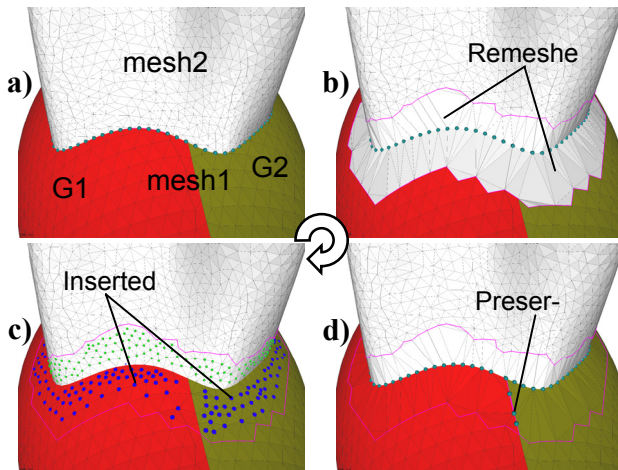 a)
mesh2
G1
mesh1
G2
b)
Remeshe
c)
Inserted
d)
Preser-